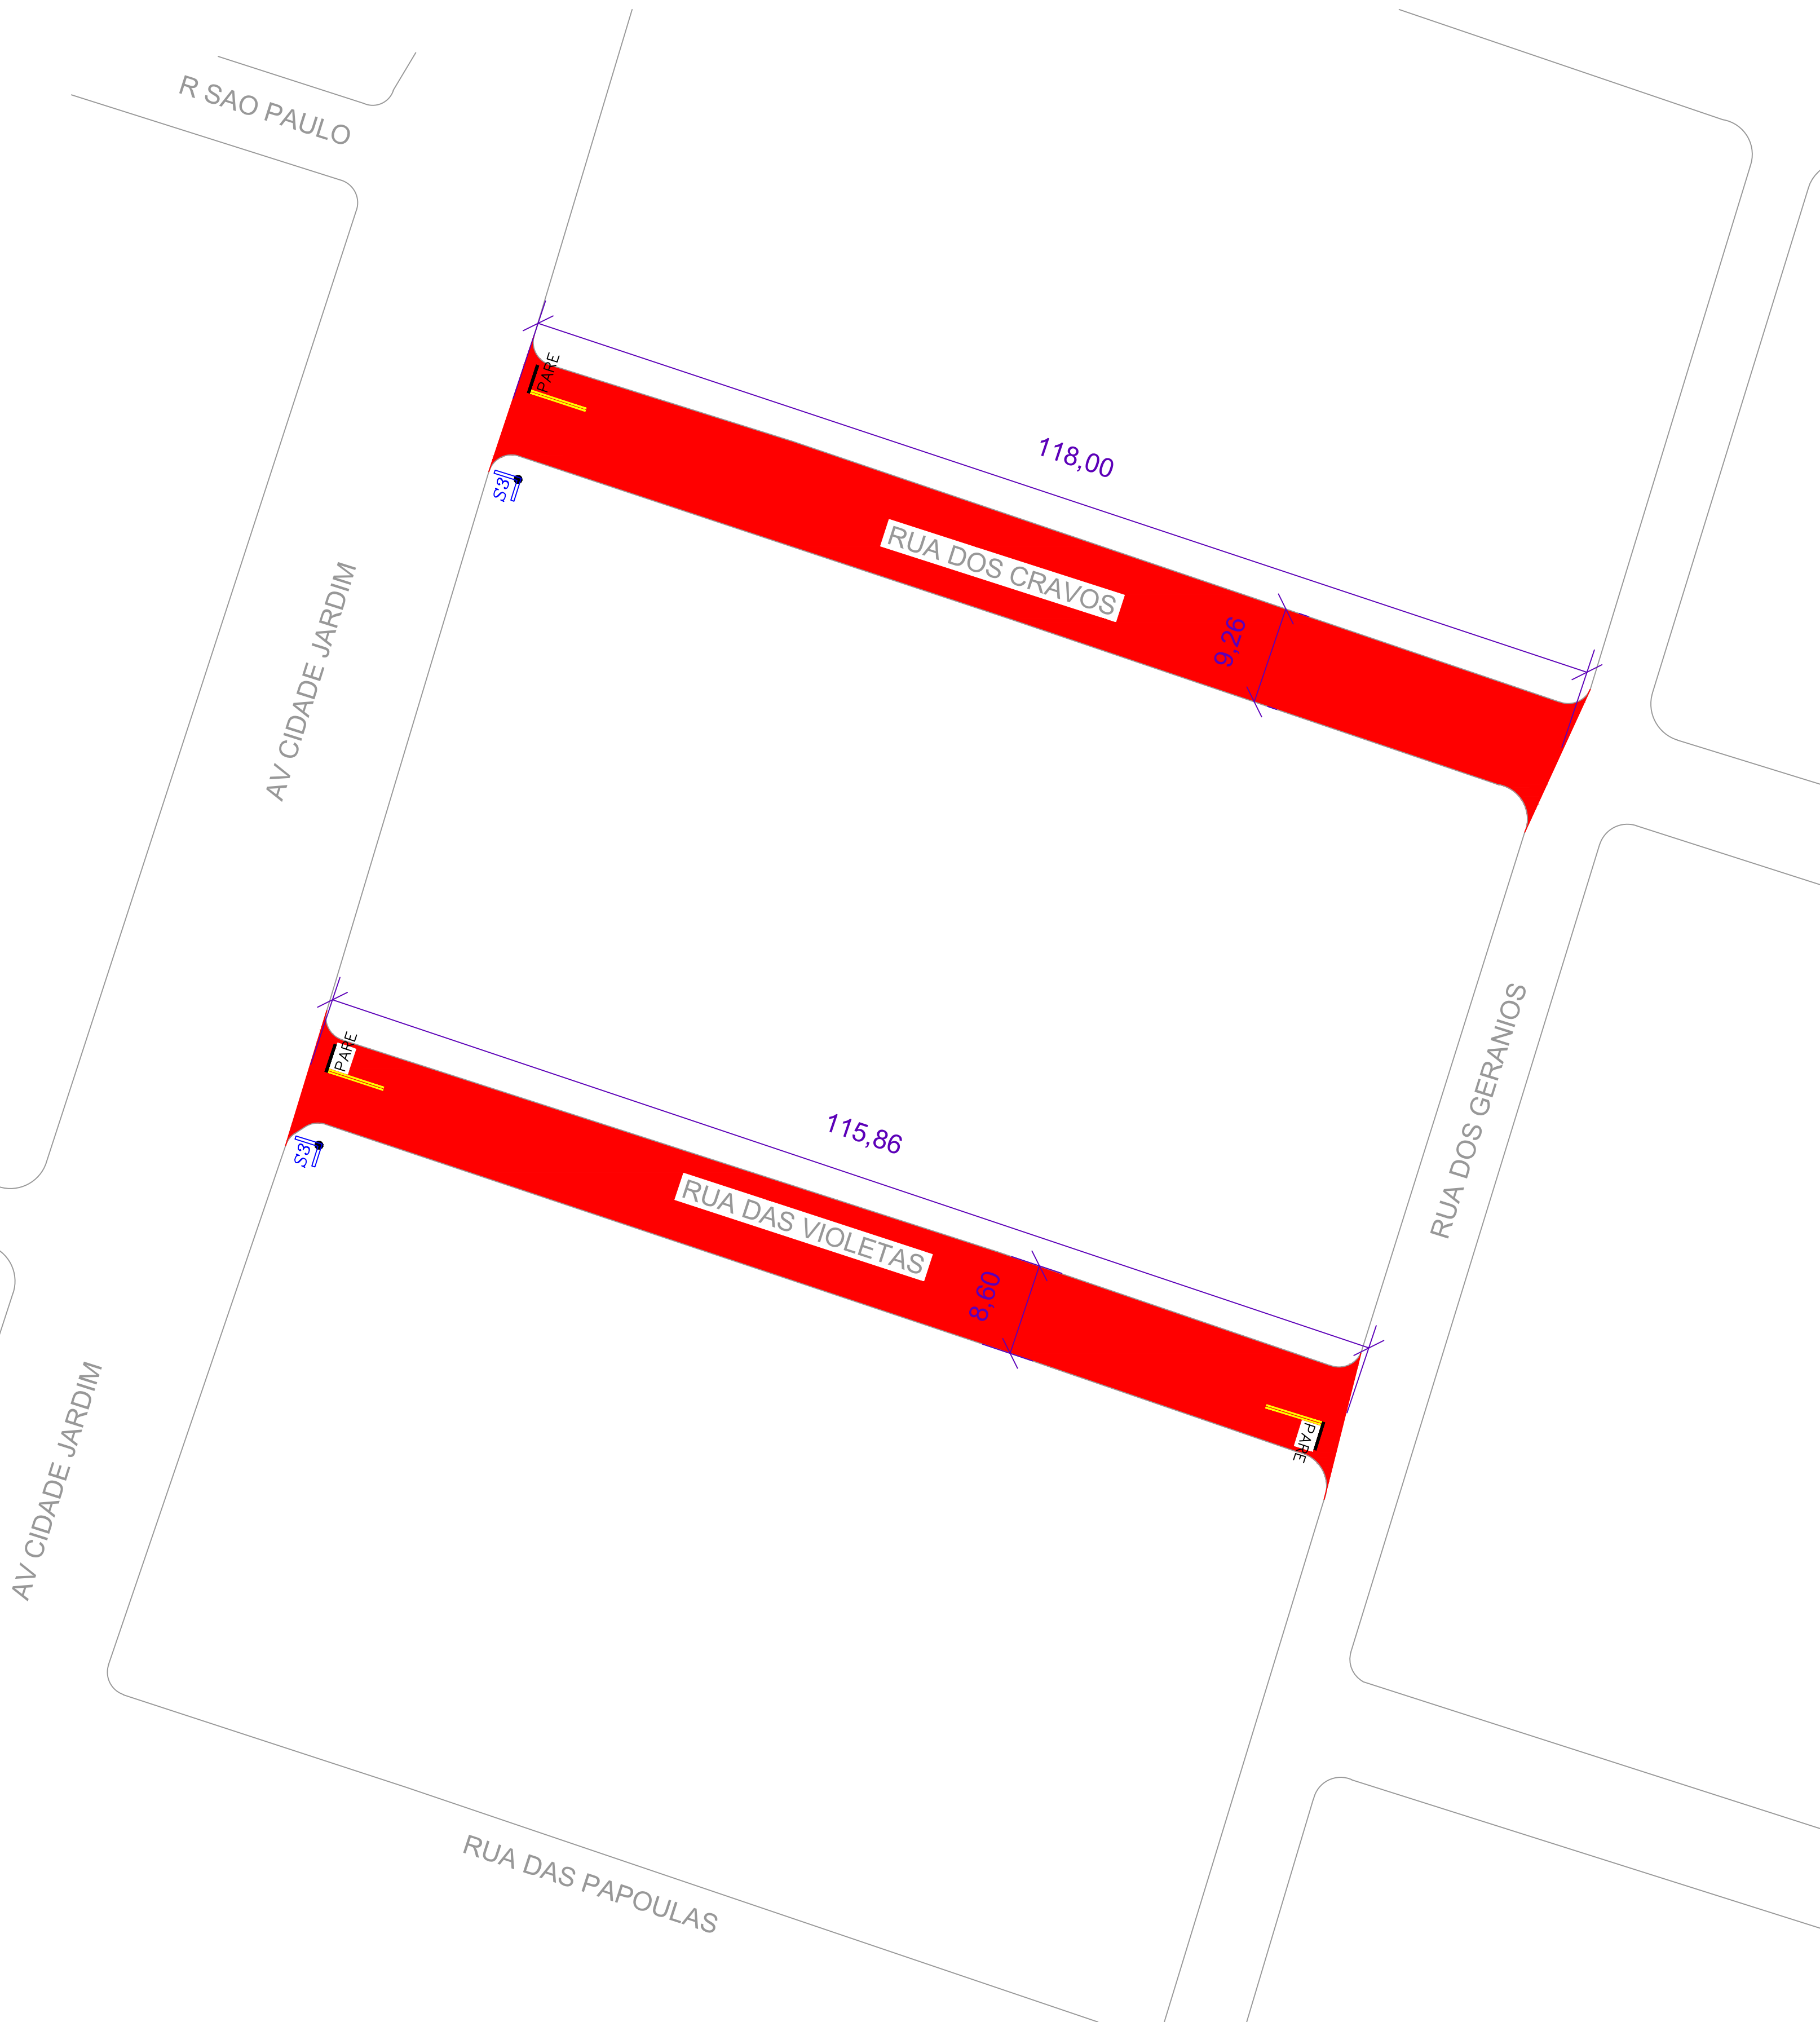 R SAO PAULO
PARE
118,00
S3
RUA DOS CRAVOS
9,26
AV CIDADE JARDIM
PARE
115,86
S3
RUA DAS VIOLETAS
8,60
RUA DOS GERANIOS
PARE
AV CIDADE JARDIM
RUA DAS PAPOULAS